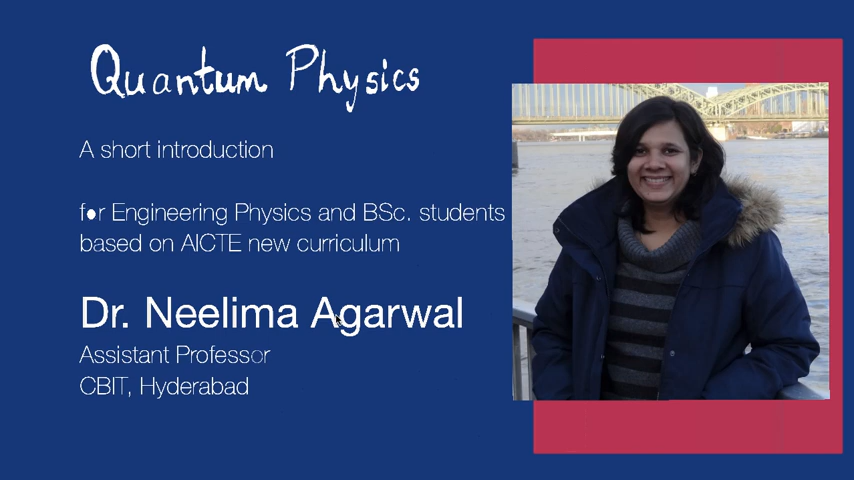 Quantum Physics
A short introduction
for Engineering Physics and BSc. students
based on AICTE new curriculum
Dr. Neelima Agarwal
Assistant Professor
CBIT, Hyderabad